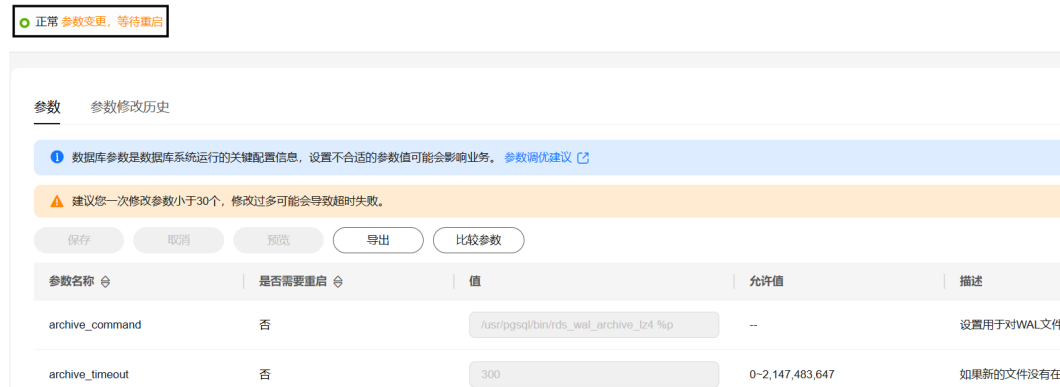 正常 参数变更，等待重启
参数 参数修改历史
数据库参数是数据库系统运行的关键配置信息，设置不合适的参数值可能会影响业务。 参数调优建议
建议您一次修改参数小于30个，修改过多可能会导致超时失败。
保存 取消 预览 导出 比较参数
参数名称 是否需要重启 值 允许值 描述
archive_command 否 /usr/pgsql/bin/rds_wal_archive_lz4 %p -- 设置用于对WAL文件
archive_timeout 否 300 0~2,147,483,647 如果新的文件没有在